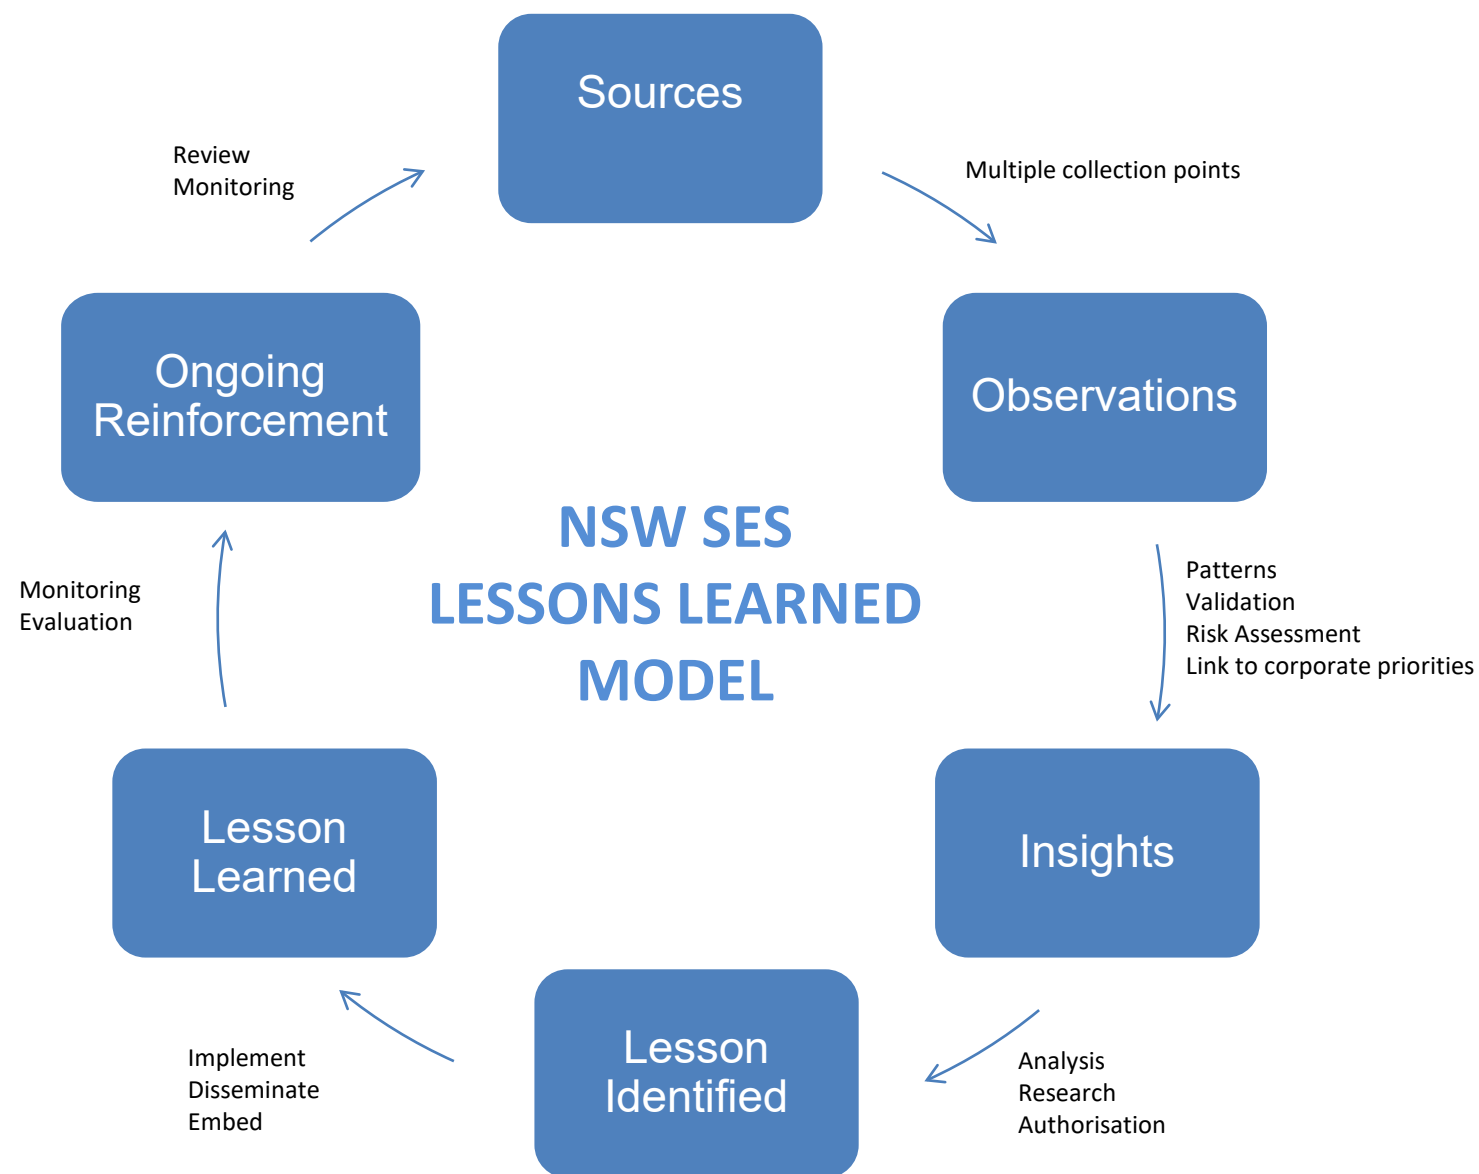 Sources
Multiple collection points
Observations
Patterns
Validation
Risk Assessment
Link to corporate priorities
Insights
Analysis
Research
Authorisation
Lesson
Identified
Implement
Disseminate
Embed
Lesson
Learned
Monitoring
Evaluation
Ongoing
Reinforcement
Review
Monitoring
NSW SES
LESSONS LEARNED
MODEL